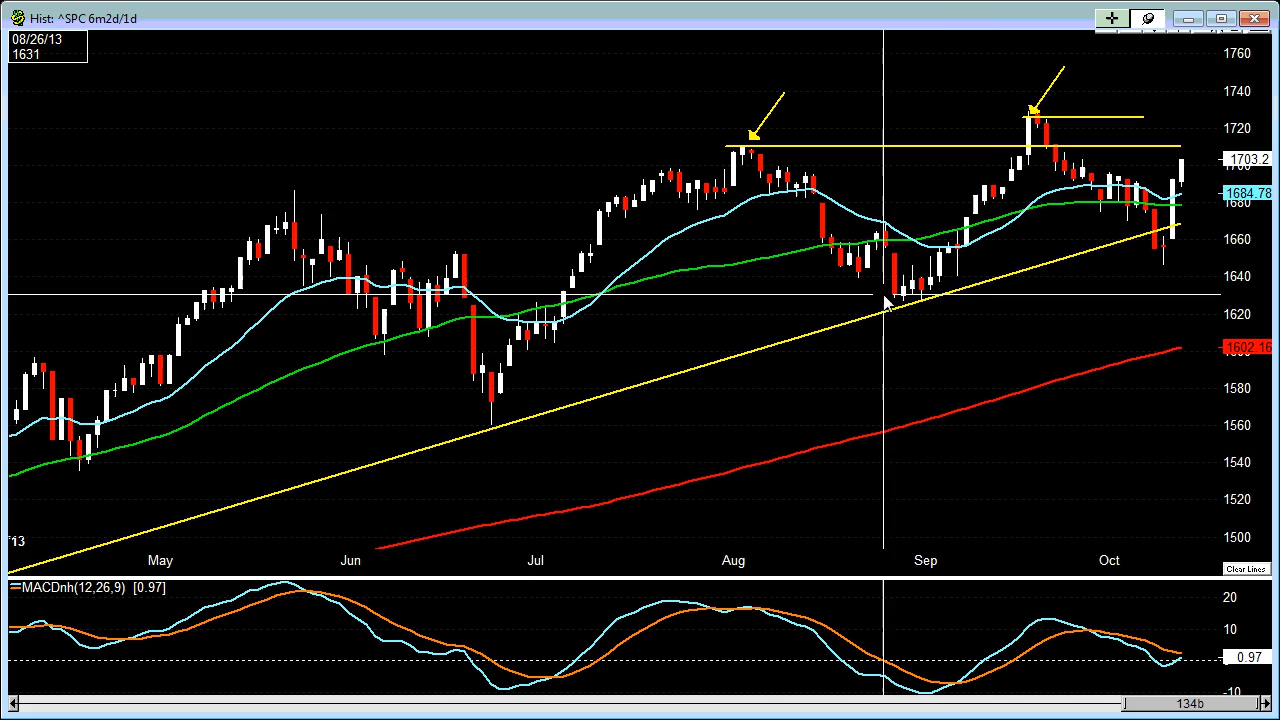 Hist: ^SPC 6m2d/1d
08/26/13
1631
1760
1740
1720
1703.2
1684.78
1680
1660
1640
1620
1602.16
1580
1560
1540
1520
1500
'13
May
Jun
Jul
Aug
Sep
Oct
Clear Lines
MACDnh(12,26,9) [0.97]
20
10
0.97
-10
134b